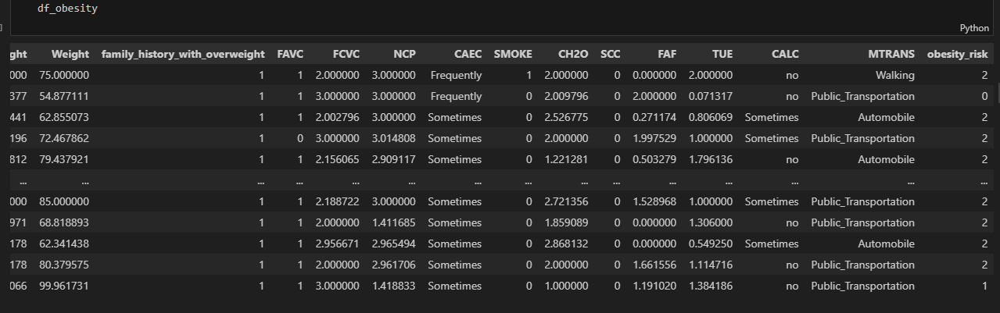 df_obesity
Python
ght Weight family_history_with_overweight FAVC FCVC NCP CAEC SMOKE CH2O SCC FAF TUE CALC MTRANS obesity_risk
000 75.000000 1 1 2.000000 3.000000 Frequently 1 2.000000 0 0.000000 2.000000 no Walking 2
377 54.877111 1 1 3.000000 3.000000 Frequently 0 2.009796 0 2.000000 0.071317 no Public_Transportation 0
441 62.855073 1 1 2.002796 3.000000 Sometimes 0 2.526775 0 0.271174 0.806069 Sometimes Automobile 2
196 72.467862 1 0 3.000000 3.014808 Sometimes 0 2.000000 0 1.997529 1.000000 Sometimes Public_Transportation 2
812 79.437921 1 1 2.156065 2.909117 Sometimes 0 1.221281 0 0.503279 1.796136 no Automobile 2
... ... ... ... ... ... ... ... ... ... ... ... ... ... ...
000 85.000000 1 1 2.188722 3.000000 Sometimes 0 2.721356 0 1.528968 1.000000 Sometimes Public_Transportation 2
971 68.818893 1 1 2.000000 1.411685 Sometimes 0 1.859089 0 0.000000 1.306000 no Public_Transportation 2
178 62.341438 1 1 2.956671 2.965494 Sometimes 0 2.868132 0 0.000000 0.549250 Sometimes Automobile 2
178 80.379575 1 1 2.000000 2.961706 Sometimes 0 2.000000 0 1.661556 1.114716 no Public_Transportation 2
066 99.961731 1 1 3.000000 1.418833 Sometimes 0 1.000000 0 1.191020 1.384186 no Public_Transportation 1